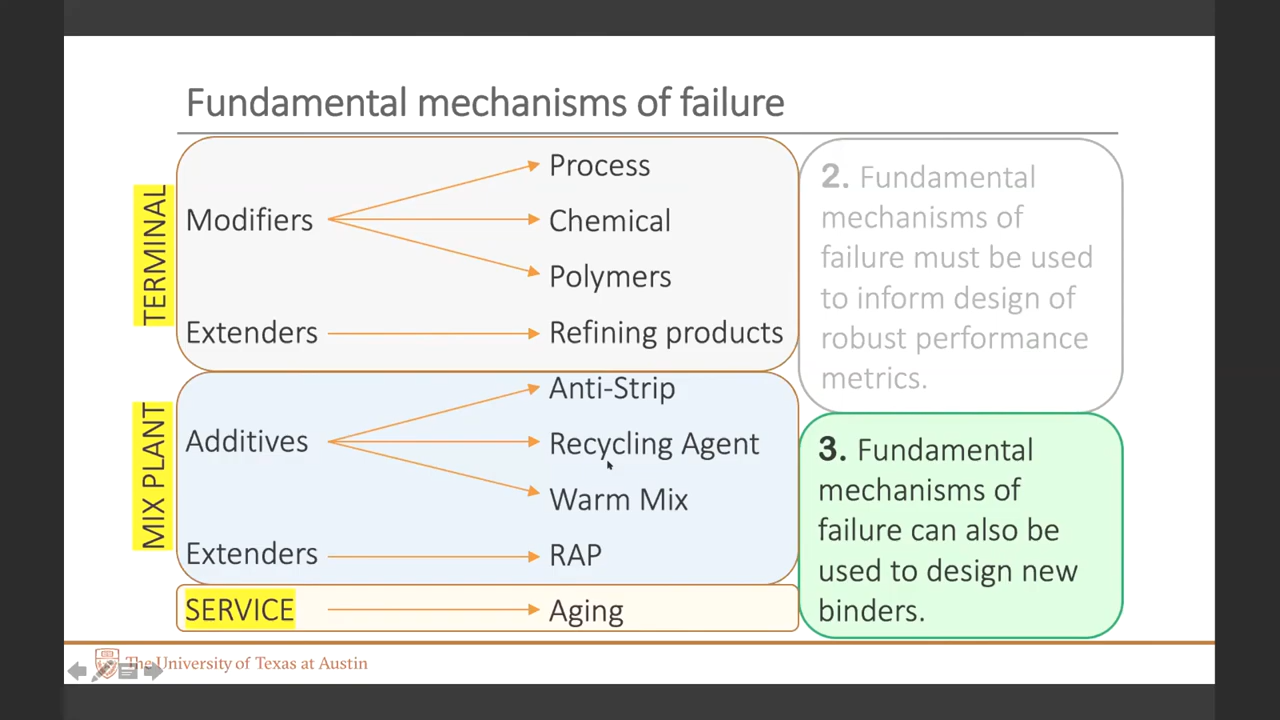 Fundamental mechanisms of failure
TERMINAL
Modifiers
Process
Chemical
Polymers
Extenders
Refining products
MIX PLANT
Additives
Anti-Strip
Recycling Agent
Warm Mix
Extenders
RAP
SERVICE
Aging
2. Fundamental
mechanisms of
failure must be used
to inform design of
robust performance
metrics.
3. Fundamental
mechanisms of
failure can also be
used to design new
binders.
The University of Texas at Austin